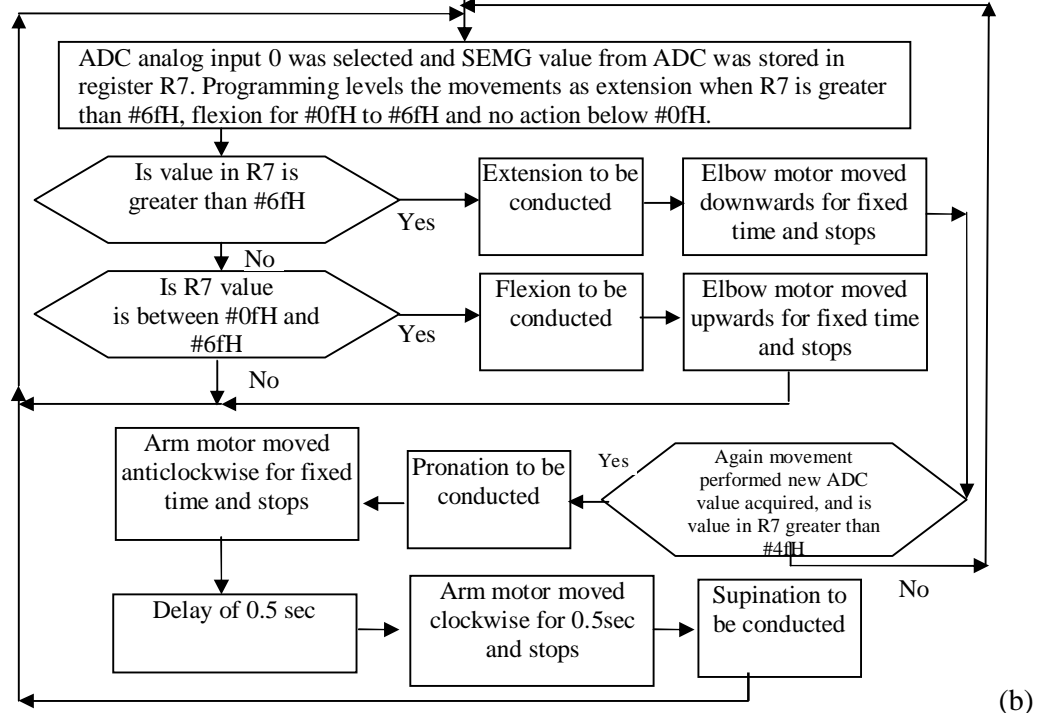 ADC analog input 0 was selected and SEMG value from ADC was stored in
register R7. Programming levels the movements as extension when R7 is greater
than #6fH, flexion for #0fH to #6fH and no action below #0fH.
Is value in R7 is
greater than #6fH
Yes
Extension to be
conducted
Elbow motor moved
downwards for fixed
time and stops
No
Is R7 value
is between #0fH and
#6fH
Yes
Flexion to be
conducted
Elbow motor moved
upwards for fixed time
and stops
No
Again movement
performed new ADC
value acquired, and is
value in R7 greater than
#4fH
Yes
No
Pronation to be
conducted
Arm motor moved
anticlockwise for fixed
time and stops
Delay of 0.5 sec
Arm motor moved
clockwise for 0.5sec
and stops
Supination to
be conducted
(b)